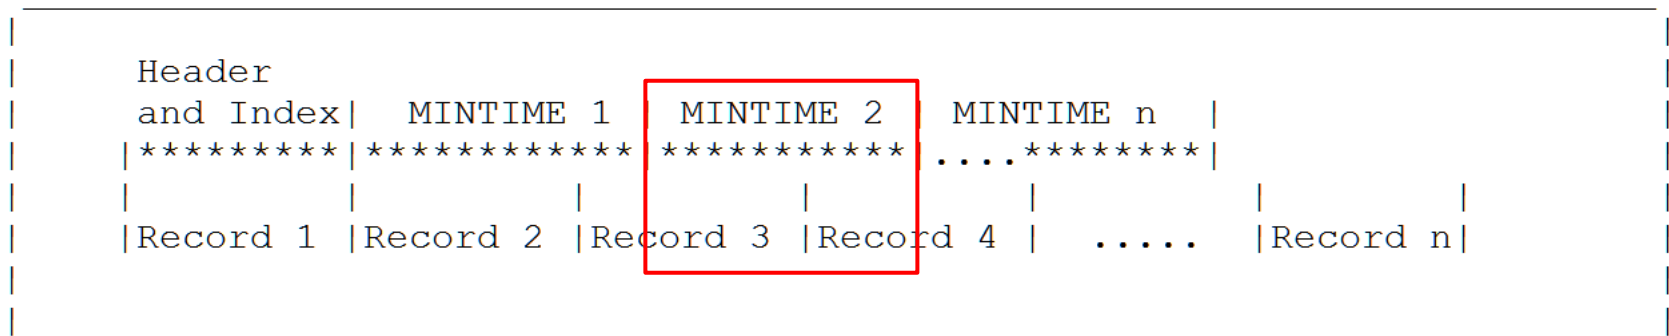 Header
and Index| MINTIME 1 | MINTIME 2 | MINTIME n |
|*********|************|***********|....********|
| | | | | | |
|Record 1 |Record 2 |Record 3 |Record 4 | ..... |Record n|